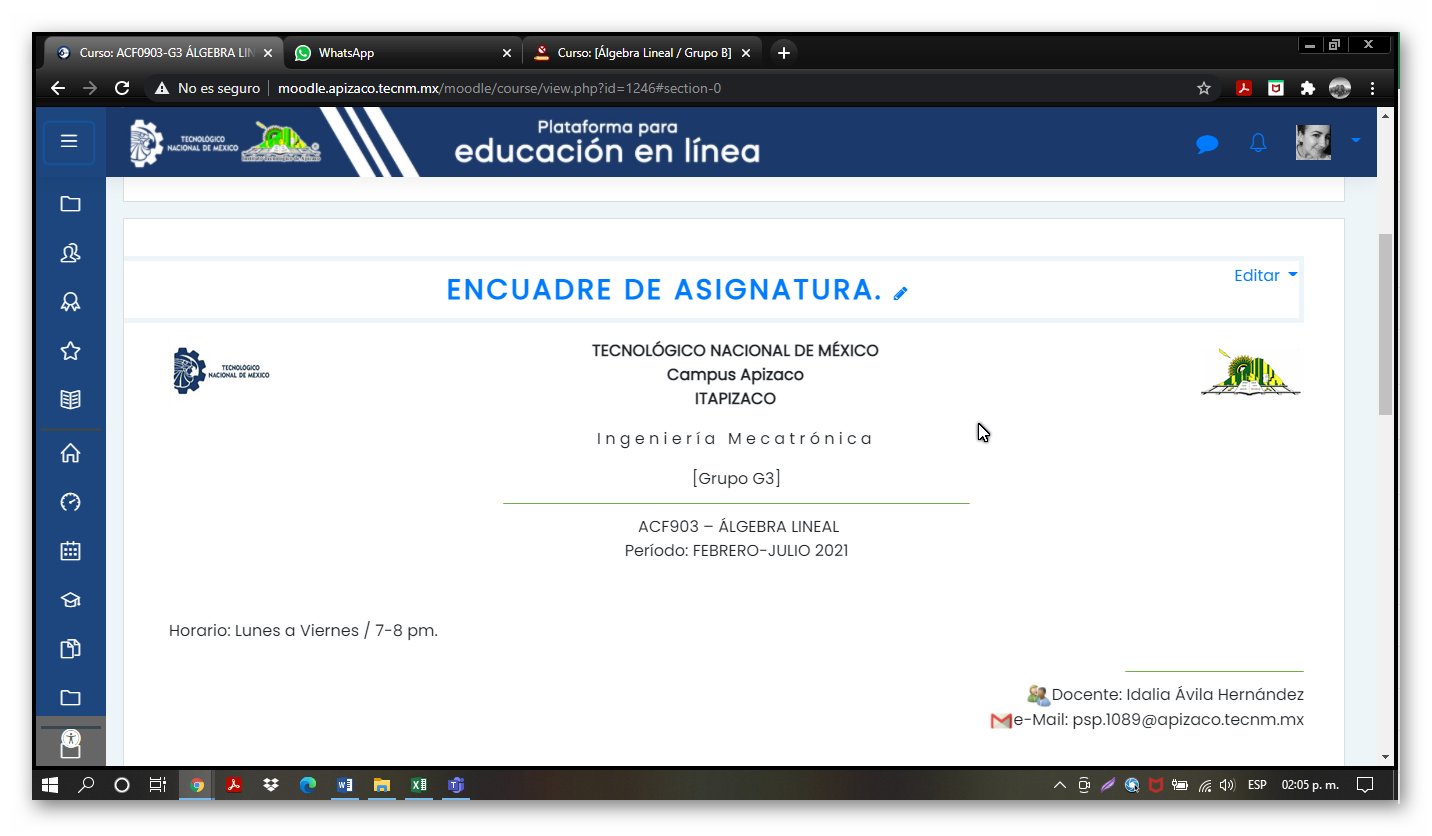 Curso: ACF0903-G3 ÁLGEBRA LIN
WhatsApp
Curso: [Álgebra Lineal / Grupo B]
No es seguro
moodle.apizaco.tecnm.mx/moodle/course/view.php?id=1246#section-0
TECNOLÓGICO
NACIONAL DE MÉXICO
Plataforma para
educación en línea
ENCUADRE DE ASIGNATURA.
Editar
TECNOLÓGICO
NACIONAL DE MÉXICO
TECNOLÓGICO NACIONAL DE MÉXICO
Campus Apizaco
ITAPIZACO
Ingeniería Mecatrónica
[Grupo G3]
ACF903 – ÁLGEBRA LINEAL
Período: FEBRERO-JULIO 2021
Horario: Lunes a Viernes / 7-8 pm.
Docente: Idalia Ávila Hernández
e-Mail: psp.1089@apizaco.tecnm.mx
ESP
02:05 p. m.